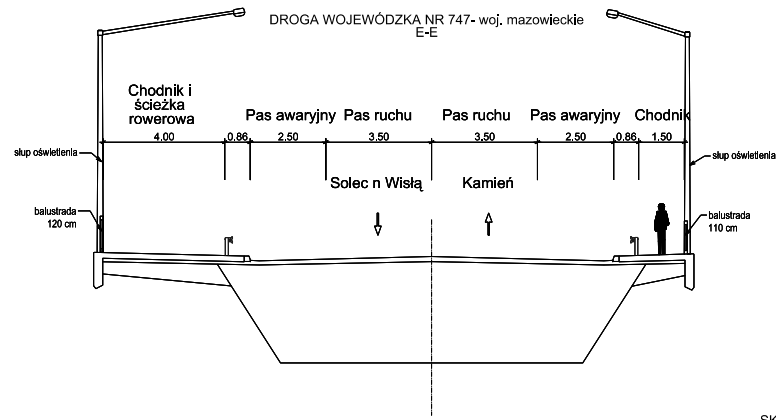 DROGA WOJEWÓDZKA NR 747- woj. mazowieckie
E-E
Chodnik i
ścieżka
rowerowa
Pas awaryjny
Pas ruchu
Pas ruchu
Pas awaryjny
Chodnik
4.00
0.86
2.50
3.50
3.50
2.50
0.86
1.50
słup oświetlenia
słup oświetlenia
Solec n Wisłą
Kamień
balustrada
120 cm
balustrada
110 cm
SK